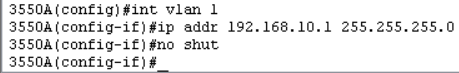 3550A(config)#int vlan 1
3550A(config-if)#ip addr 192.168.10.1 255.255.255.0
3550A(config-if)#no shut
3550A(config-if)#_